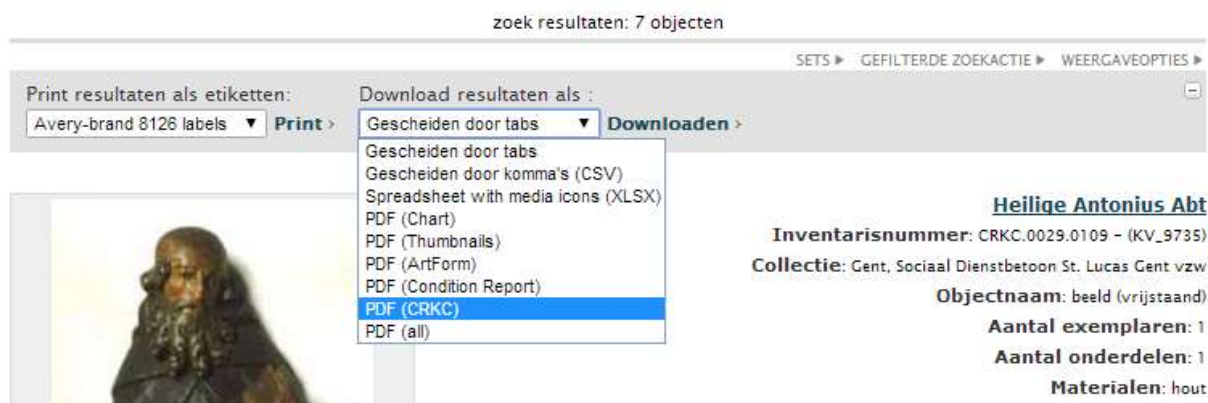 zoek resultaten: 7 objecten
SETS ▸ GEFILTERDE ZOEKACTIE ▸ WEERGAVEOPTIES ▸
Print resultaten als etiketten:
Avery-brand 8126 labels ▼ Print ›
Download resultaten als :
Gescheiden door tabs ▼ Downloaden ›
Gescheiden door tabs
Gescheiden door komma's (CSV)
Spreadsheet with media icons (XLSX)
PDF (Chart)
PDF (Thumbnails)
PDF (ArtForm)
PDF (Condition Report)
PDF (CRKC)
PDF (all)
Heilige Antonius Abt
Inventarisnummer: CRKC.0029.0109 - (KV_9735)
Collectie: Gent, Sociaal Dienstbetoon St. Lucas Gent vzw
Objectnaam: beeld (vrijstaand)
Aantal exemplaren: 1
Aantal onderdelen: 1
Materialen: hout